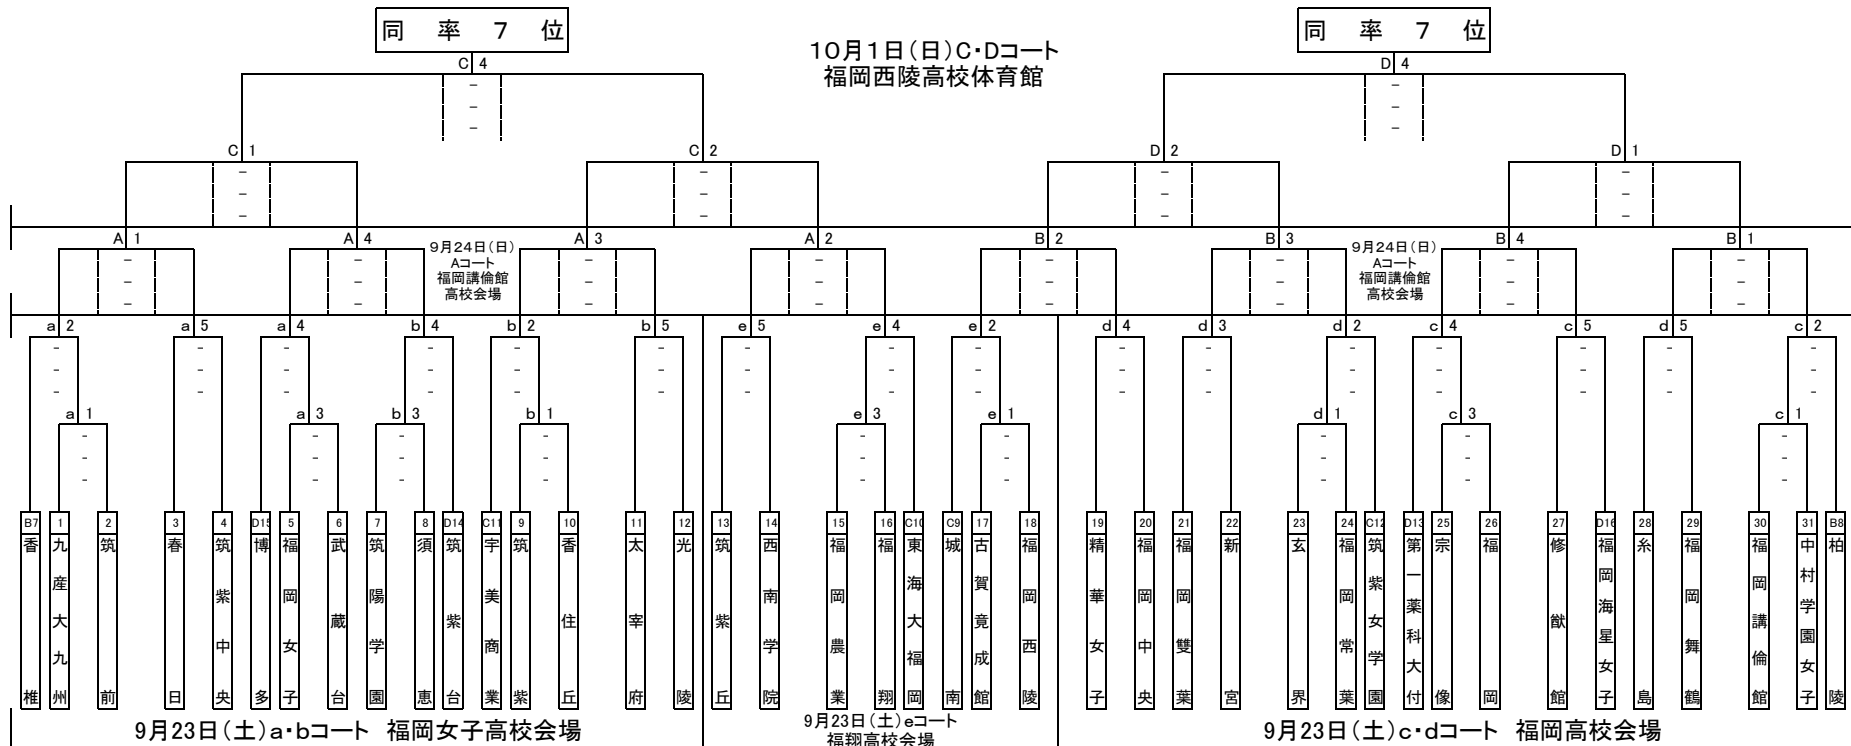 同 率 7 位
同 率 7 位
10月1日(日)C・Dコート
福岡西陵高校体育館
C 4
D 4
-
-
-
-
-
-
C 1
C 2
D 2
D 1
- - - -
- - - -
- - - -
A 1
A 4
A 3
A 2
B 2
B 3
B 4
B 1
9月24日(日)
Aコート
福岡講倫館
高校会場
9月24日(日)
Aコート
福岡講倫館
高校会場
- - - - - - - -
- - - - - - - -
- - - - - - - -
a 2
a 5
a 4
b 4
b 2
b 5
e 5
e 4
e 2
d 4
d 3
d 2
c 4
c 5
d 5
c 2
- - - - - - - - - - - - - - - -
- - - - - - - - - - - - - - - -
- - - - - - - - - - - - - - - -
a 1
a 3
b 3
b 1
e 3
e 1
d 1
c 3
c 1
- - - - - - - - -
- - - - - - - - -
- - - - - - - - -
B7 香椎
1 九産大九州
2 筑前
3 春日
4 筑紫中央
D15 博多
5 福岡女子
6 武蔵台
7 筑陽学園
8 須恵
D14 筑紫台
C11 宇美商業
9 筑紫
10 香住丘
11 太宰府
12 光陵
13 筑紫丘
14 西南学院
15 福岡農業
16 福翔
C10 東海大福岡
C9 城南
17 古賀竟成館
18 福岡西陵
19 精華女子
20 福岡中央
21 福岡雙葉
22 新宮
23 玄界
24 福岡常葉
C12 筑紫女学園
D13 第一薬科大付
25 宗像
26 福岡
27 修猷館
D16 福岡海星女子
28 糸島
29 福岡舞鶴
30 福岡講倫館
31 中村学園女子
B8 柏陵
9月23日(土)a・bコート 福岡女子高校会場
9月23日(土)eコート
福翔高校会場
9月23日(土)c・dコート 福岡高校会場